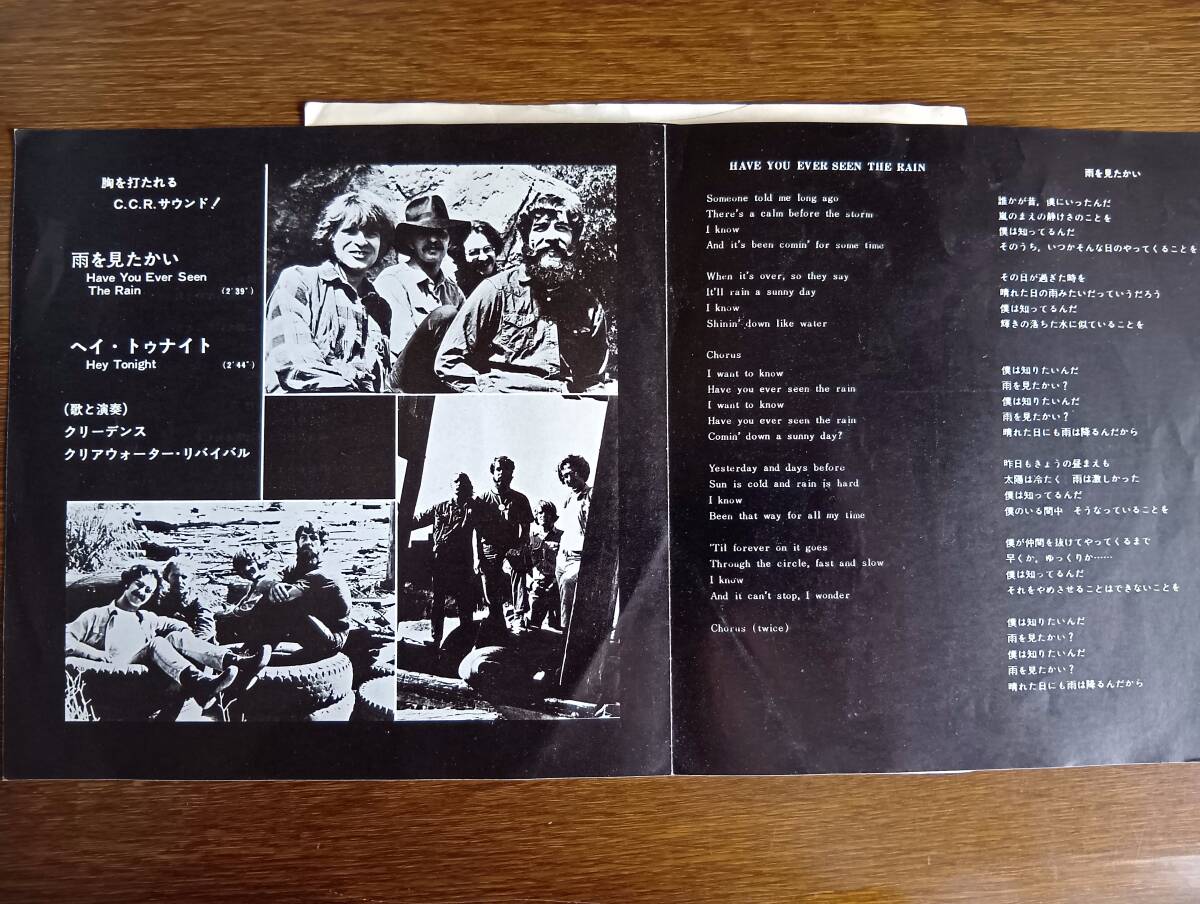 胸を打たれる
C.C.R.サウンド!
雨を見たかい
Have You Ever Seen
The Rain (2'39")
ヘイ・トゥナイト
Hey Tonight (2'44")
(歌と演奏)
クリーデンス
クリアウォーター・リバイバル
HAVE YOU EVER SEEN THE RAIN
Someone told me long ago
There's a calm before the storm
I know
And it's been comin' for some time
When it's over, so they say
It'll rain a sunny day
I know
Shinin' down like water
Chorus
I want to know
Have you ever seen the rain
I want to know
Have you ever seen the rain
Comin' down a sunny day?
Yesterday and days before
Sun is cold and rain is hard
I know
Been that way for all my time
'Til forever on it goes
Through the circle, fast and slow
I know
And it can't stop, I wonder
Chorus (twice)
雨を見たかい
誰かが昔，僕にいったんだ
嵐のまえの静けさのことを
僕は知ってるんだ
そのうち，いつかそんな日のやってくることを
その日が過ぎた時を
晴れた日の雨みたいだっていうだろう
僕は知ってるんだ
輝きの落ちた水に似ていることを
僕は知りたいんだ
雨を見たかい?
僕は知りたいんだ
雨を見たかい?
晴れた日にも雨は降るんだから
昨日もきょうの昼まえも
太陽は冷たく 雨は激しかった
僕は知ってるんだ
僕のいる間中 そうなっていることを
僕が仲間を抜けてやってくるまで
早くか，ゆっくりか……
僕は知ってるんだ
それをやめさせることはできないことを
僕は知りたいんだ
雨を見たかい?
僕は知りたいんだ
雨を見たかい?
晴れた日にも雨は降るんだから